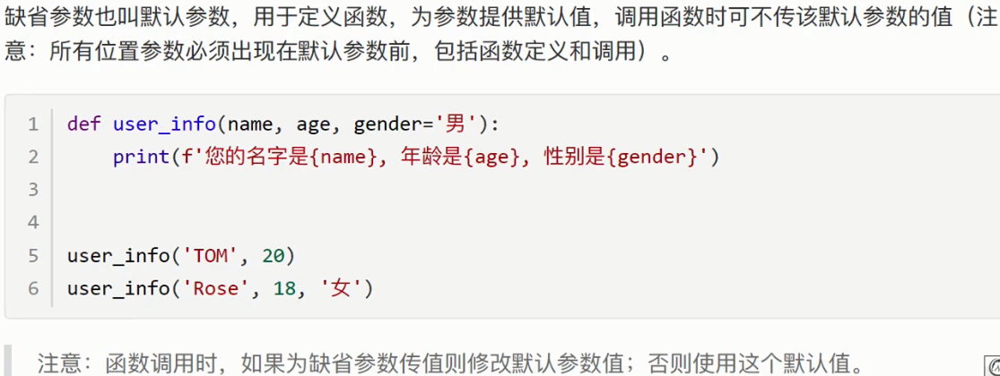 缺省参数也叫默认参数，用于定义函数，为参数提供默认值，调用函数时可不传该默认参数的值（注
意：所有位置参数必须出现在默认参数前，包括函数定义和调用）。
1 def user_info(name, age, gender='男'):
2     print(f'您的名字是{name}, 年龄是{age}, 性别是{gender}')
3
4
5 user_info('TOM', 20)
6 user_info('Rose', 18, '女')
注意：函数调用时，如果为缺省参数传值则修改默认参数值；否则使用这个默认值。